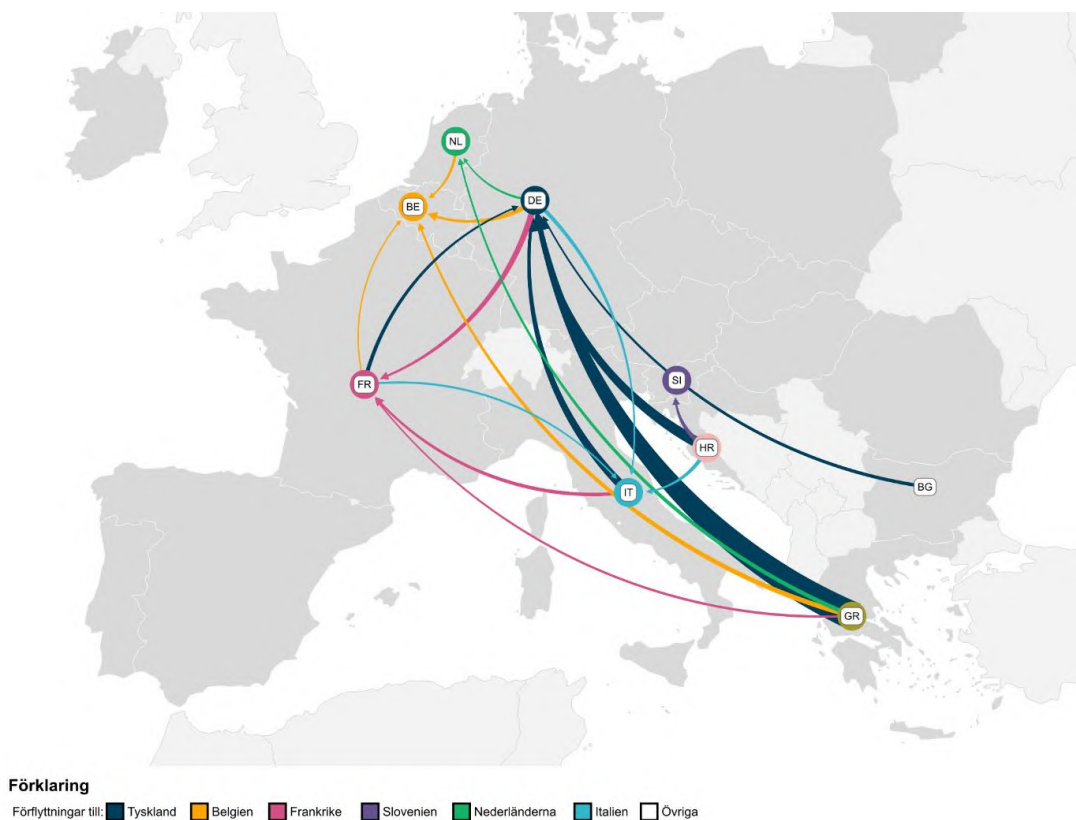 NL
BE
DE
FR
SI
HR
IT
BG
GR
Förklaring
Förflyttningar till: Tyskland Belgien Frankrike Slovenien Nederländerna Italien Övriga